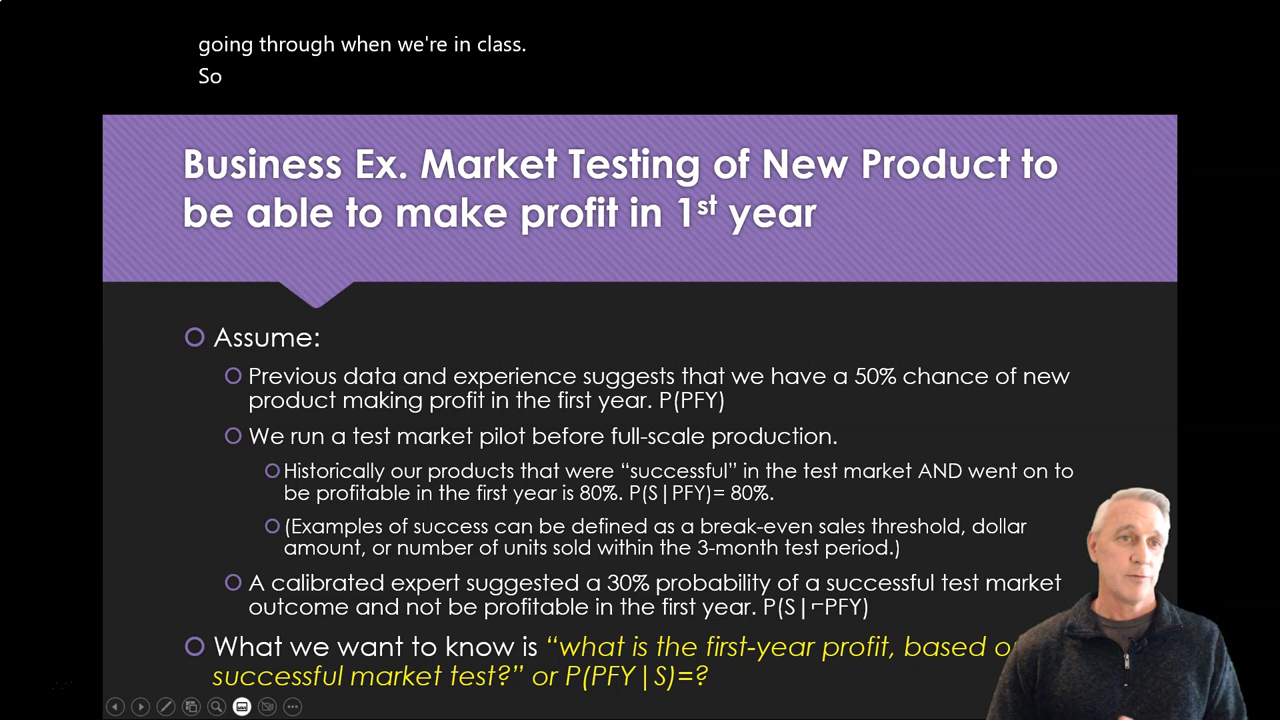 going through when we're in class.
So
Business Ex. Market Testing of New Product to
be able to make profit in 1st year
Assume:
Previous data and experience suggests that we have a 50% chance of new
product making profit in the first year. P(PFY)
We run a test market pilot before full-scale production.
Historically our products that were “successful” in the test market AND went on to
be profitable in the first year is 80%. P(S|PFY)= 80%.
(Examples of success can be defined as a break-even sales threshold, dollar
amount, or number of units sold within the 3-month test period.)
A calibrated expert suggested a 30% probability of a successful test market
outcome and not be profitable in the first year. P(S|⌐PFY)
What we want to know is “what is the first-year profit, based
successful market test?” or P(PFY|S)=?